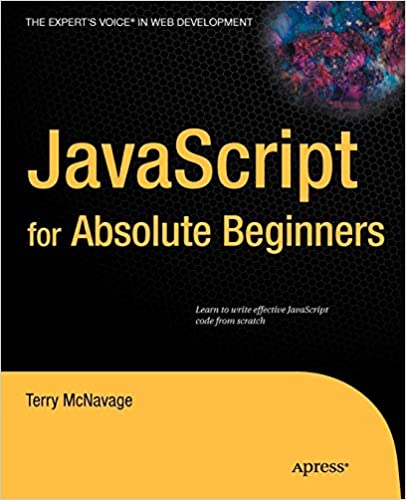 THE EXPERT'S VOICE® IN WEB DEVELOPMENT
JavaScript
for Absolute Beginners
Learn to write effective JavaScript
code from scratch
Terry McNavage
Apress®